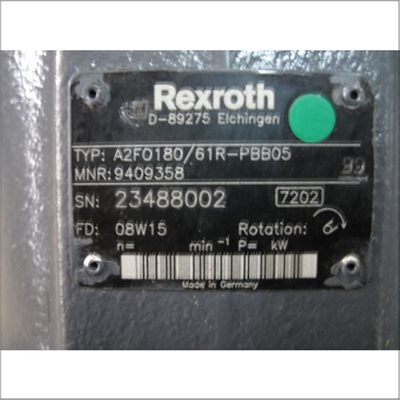 Rexroth
D-89275 Elchingen
TYP: A2FO180/61R-PBB05
MNR: 9409358
SN: 23488002 7202
FD: 08W15 Rotation:
n= min⁻¹ P= kW
Made in Germany